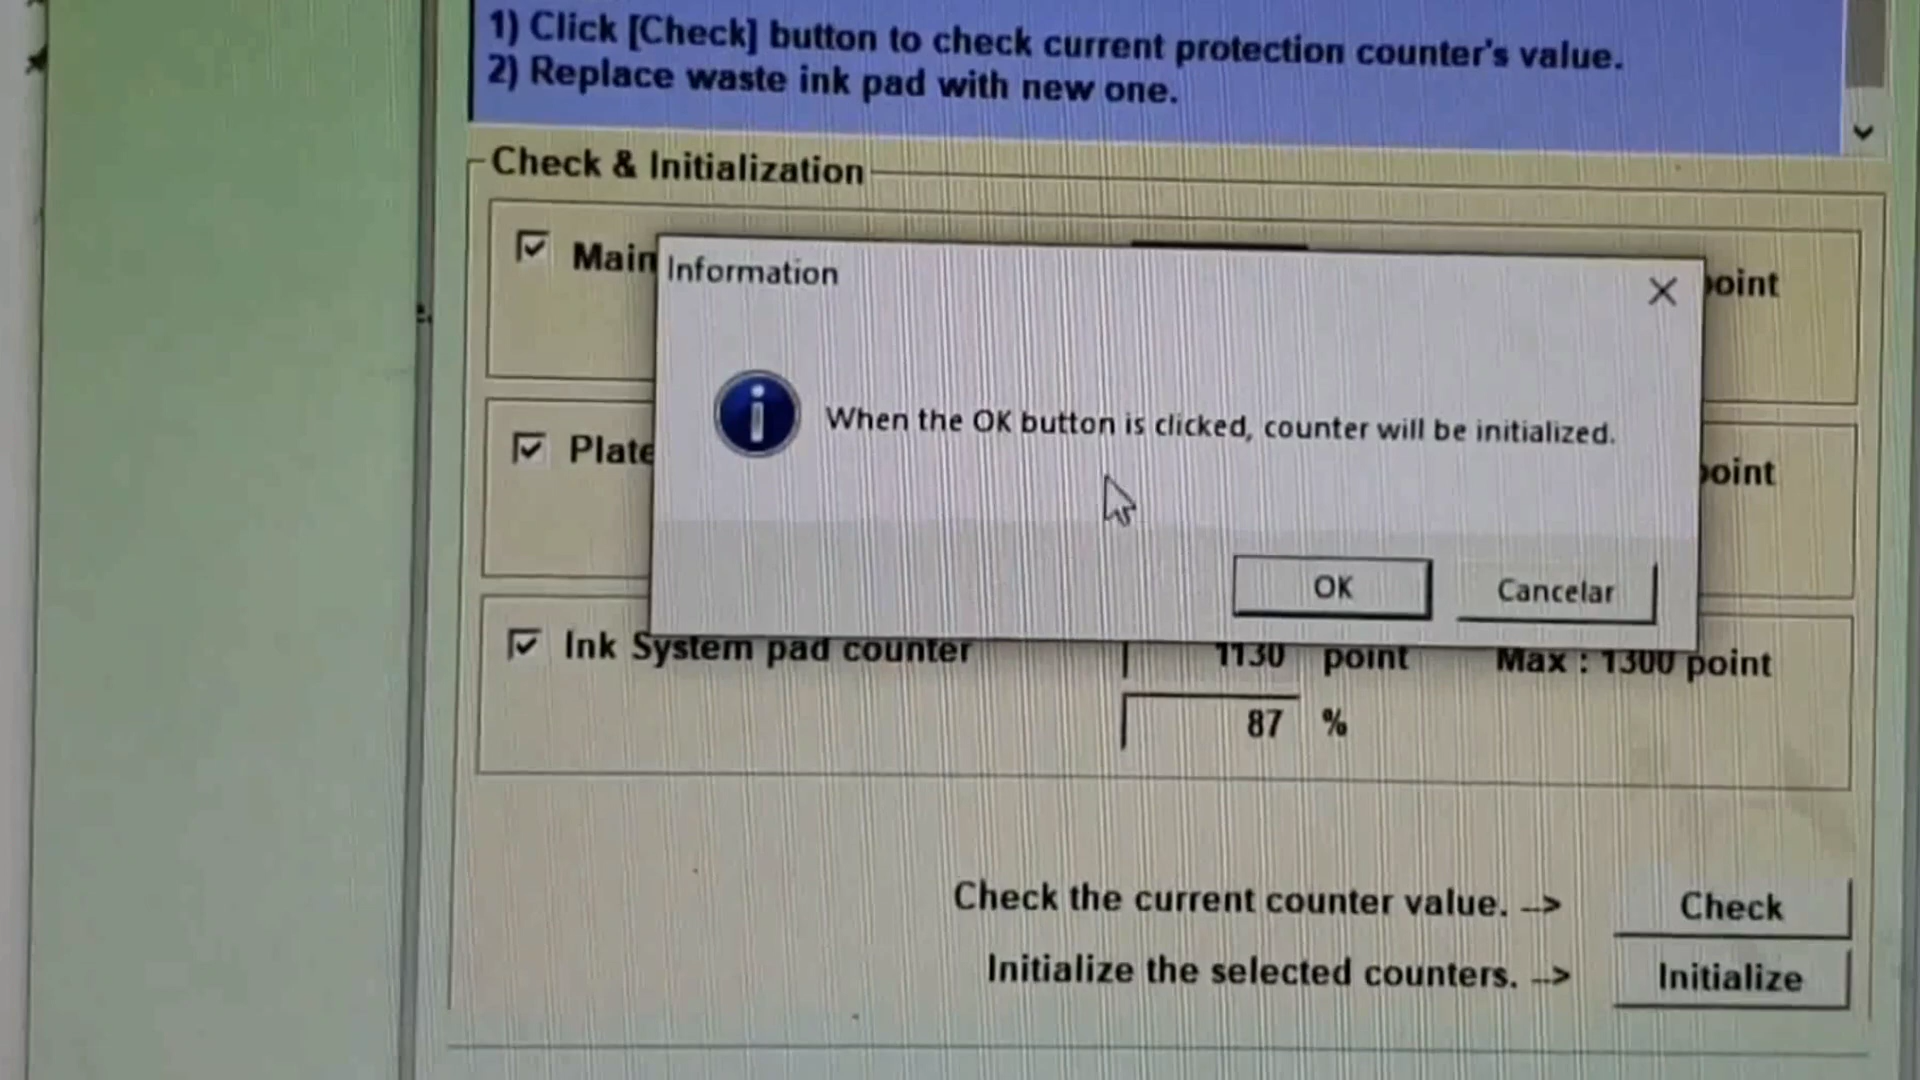 1) Click [Check] button to check current protection counter's value.
2) Replace waste ink pad with new one.
Check & Initialization
Main
Information
point
When the OK button is clicked, counter will be initialized.
Plate
point
OK
Cancelar
Ink System pad counter
1130 point
Max : 1300 point
87 %
Check the current counter value. -->
Check
Initialize the selected counters. -->
Initialize